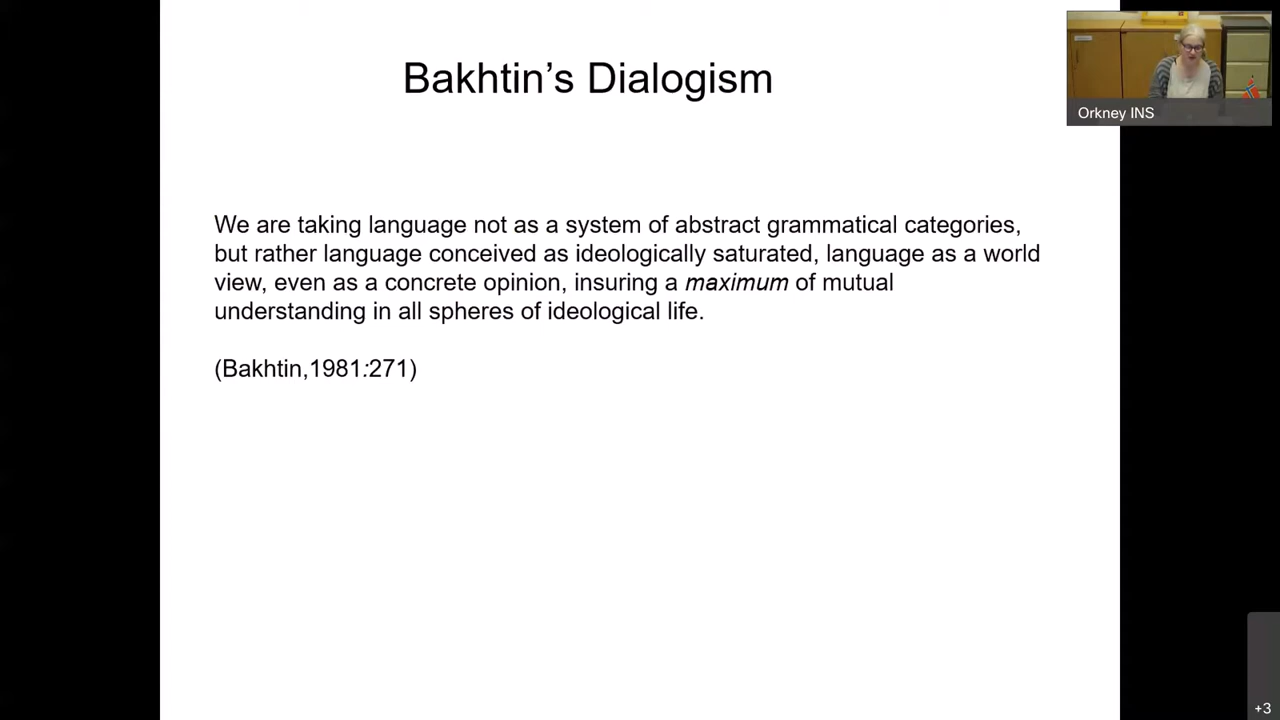 Bakhtin’s Dialogism
Orkney INS
We are taking language not as a system of abstract grammatical categories,
but rather language conceived as ideologically saturated, language as a world
view, even as a concrete opinion, insuring a maximum of mutual
understanding in all spheres of ideological life.
(Bakhtin,1981:271)
+3